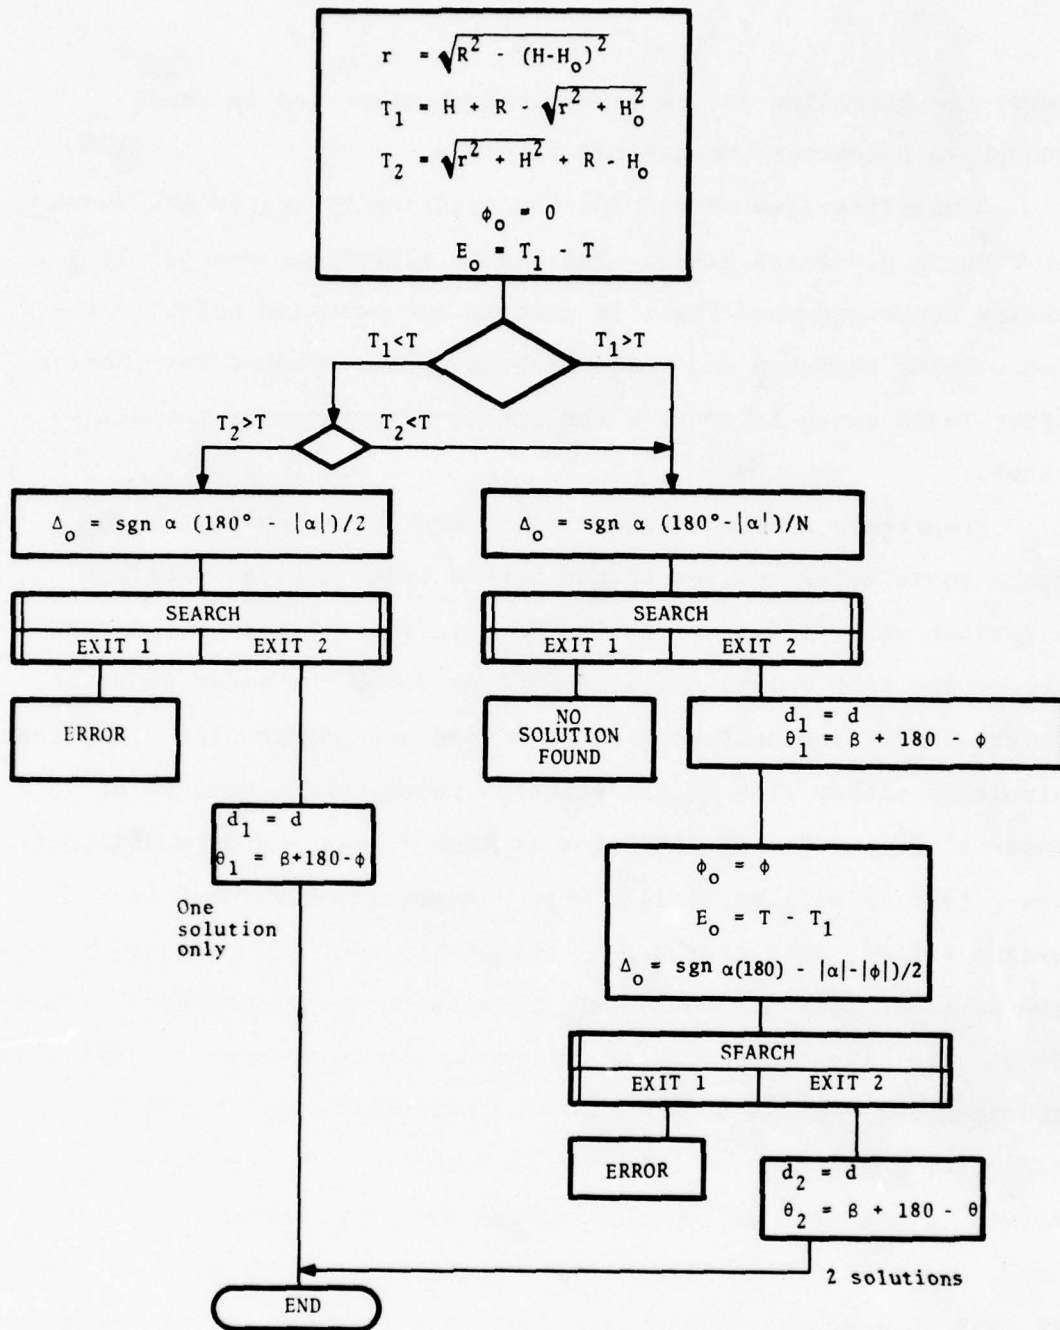 r = √(R² - (H-H₀)²)
T₁ = H + R - √(r² + H₀²)
T₂ = √(r² + H²) + R - H₀
ϕ₀ = 0
E₀ = T₁ - T
T₁<T
T₁>T
T₂>T
T₂<T
Δ₀ = sgn α (180° - |α|)/2
Δ₀ = sgn α (180°-|α|)/N
SEARCH
EXIT 1
EXIT 2
SEARCH
EXIT 1
EXIT 2
ERROR
NO
SOLUTION
FOUND
d₁ = d
θ₁ = β + 180 - ϕ
d₁ = d
θ₁ = β+180-ϕ
One
solution
only
ϕ₀ = ϕ
E₀ = T - T₁
Δ₀ = sgn α(180) - |α|-|ϕ|)/2
SFARCH
EXIT 1
EXIT 2
ERROR
d₂ = d
θ₂ = β + 180 - θ
2 solutions
END